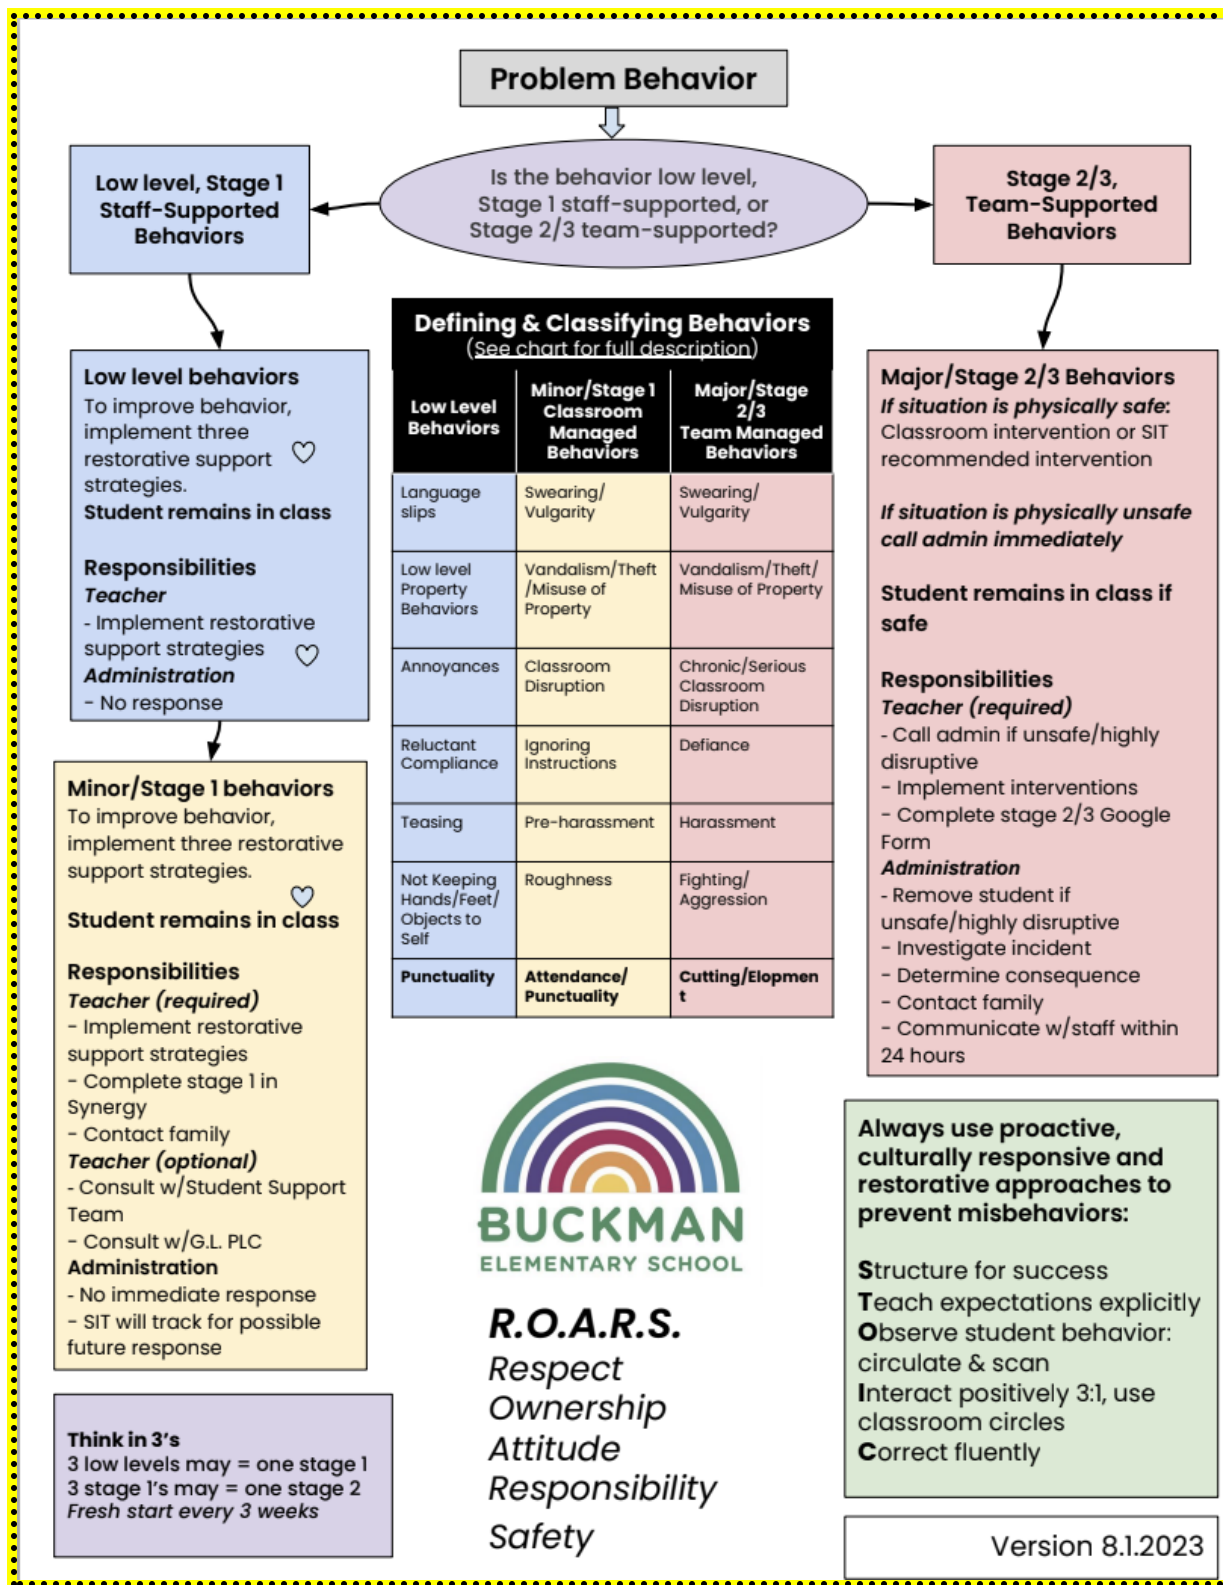 Problem Behavior
Is the behavior low level,
Stage 1 staff-supported, or
Stage 2/3 team-supported?
Low level, Stage 1
Staff-Supported
Behaviors
Stage 2/3,
Team-Supported
Behaviors
Low level behaviors
To improve behavior,
implement three
restorative support
strategies.
Student remains in class
Responsibilities
Teacher
- Implement restorative
support strategies
Administration
- No response
Minor/Stage 1 behaviors
To improve behavior,
implement three restorative
support strategies.
Student remains in class
Responsibilities
Teacher (required)
- Implement restorative
support strategies
- Complete stage 1 in
Synergy
- Contact family
Teacher (optional)
- Consult w/Student Support
Team
- Consult w/G.L. PLC
Administration
- No immediate response
- SIT will track for possible
future response
Think in 3's
3 low levels may = one stage 1
3 stage 1's may = one stage 2
Fresh start every 3 weeks
Defining & Classifying Behaviors
(See chart for full description)
Low Level
Behaviors
Minor/Stage 1
Classroom
Managed
Behaviors
Major/Stage
2/3
Team Managed
Behaviors
Language
slips
Swearing/
Vulgarity
Swearing/
Vulgarity
Low level
Property
Behaviors
Vandalism/Theft
/Misuse of
Property
Vandalism/Theft/
Misuse of Property
Annoyances
Classroom
Disruption
Chronic/Serious
Classroom
Disruption
Reluctant
Compliance
Ignoring
Instructions
Defiance
Teasing
Pre-harassment
Harassment
Not Keeping
Hands/Feet/
Objects to
Self
Roughness
Fighting/
Aggression
Punctuality
Attendance/
Punctuality
Cutting/Elopmen
t
BUCKMAN
ELEMENTARY SCHOOL
R.O.A.R.S.
Respect
Ownership
Attitude
Responsibility
Safety
Major/Stage 2/3 Behaviors
If situation is physically safe:
Classroom intervention or SIT
recommended intervention
If situation is physically unsafe
call admin immediately
Student remains in class if
safe
Responsibilities
Teacher (required)
- Call admin if unsafe/highly
disruptive
- Implement interventions
- Complete stage 2/3 Google
Form
Administration
- Remove student if
unsafe/highly disruptive
- Investigate incident
- Determine consequence
- Contact family
- Communicate w/staff within
24 hours
Always use proactive,
culturally responsive and
restorative approaches to
prevent misbehaviors:
Structure for success
Teach expectations explicitly
Observe student behavior:
circulate & scan
Interact positively 3:1, use
classroom circles
Correct fluently
Version 8.1.2023